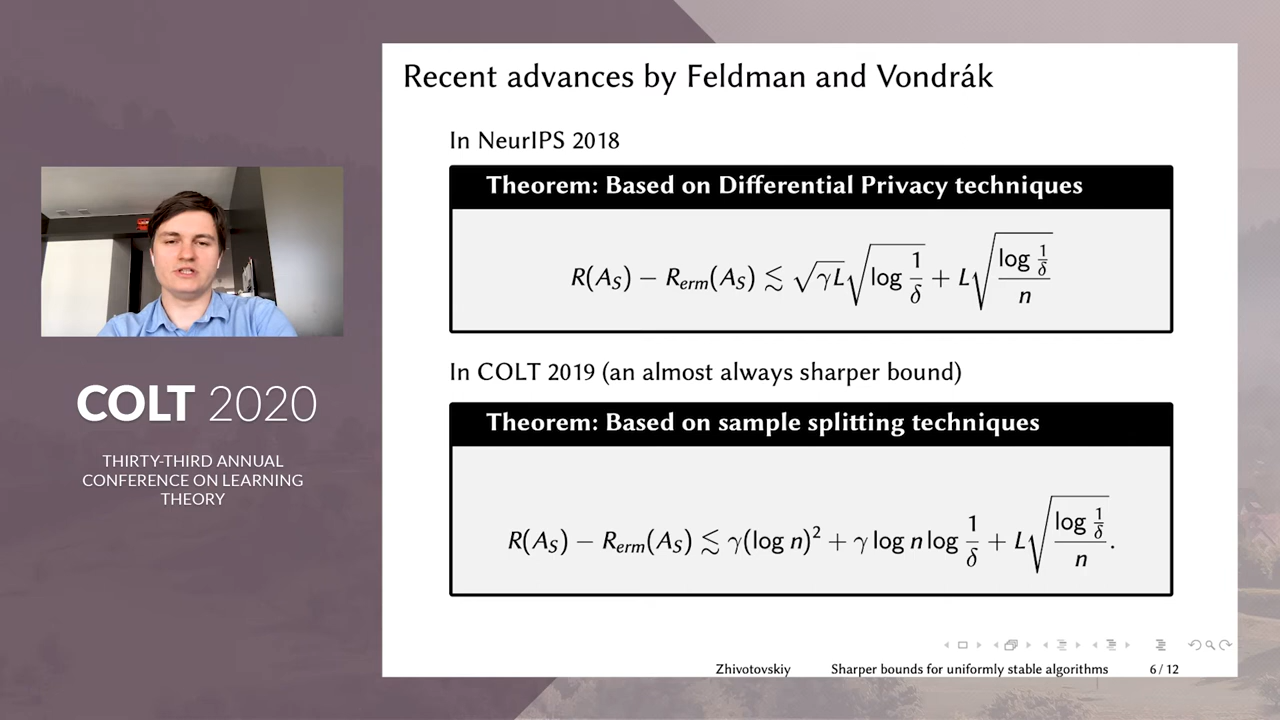 COLT 2020
THIRTY-THIRD ANNUAL
CONFERENCE ON LEARNING
THEORY
Recent advances by Feldman and Vondrák
In NeurIPS 2018
Theorem: Based on Differential Privacy techniques
R(A_S) − R_erm(A_S) ≲ √(γL) √(log 1/δ) + L √((log 1/δ)/n)
In COLT 2019 (an almost always sharper bound)
Theorem: Based on sample splitting techniques
R(A_S) − R_erm(A_S) ≲ γ(log n)² + γ log n log 1/δ + L √((log 1/δ)/n).
Zhivotovskiy Sharper bounds for uniformly stable algorithms 6 / 12